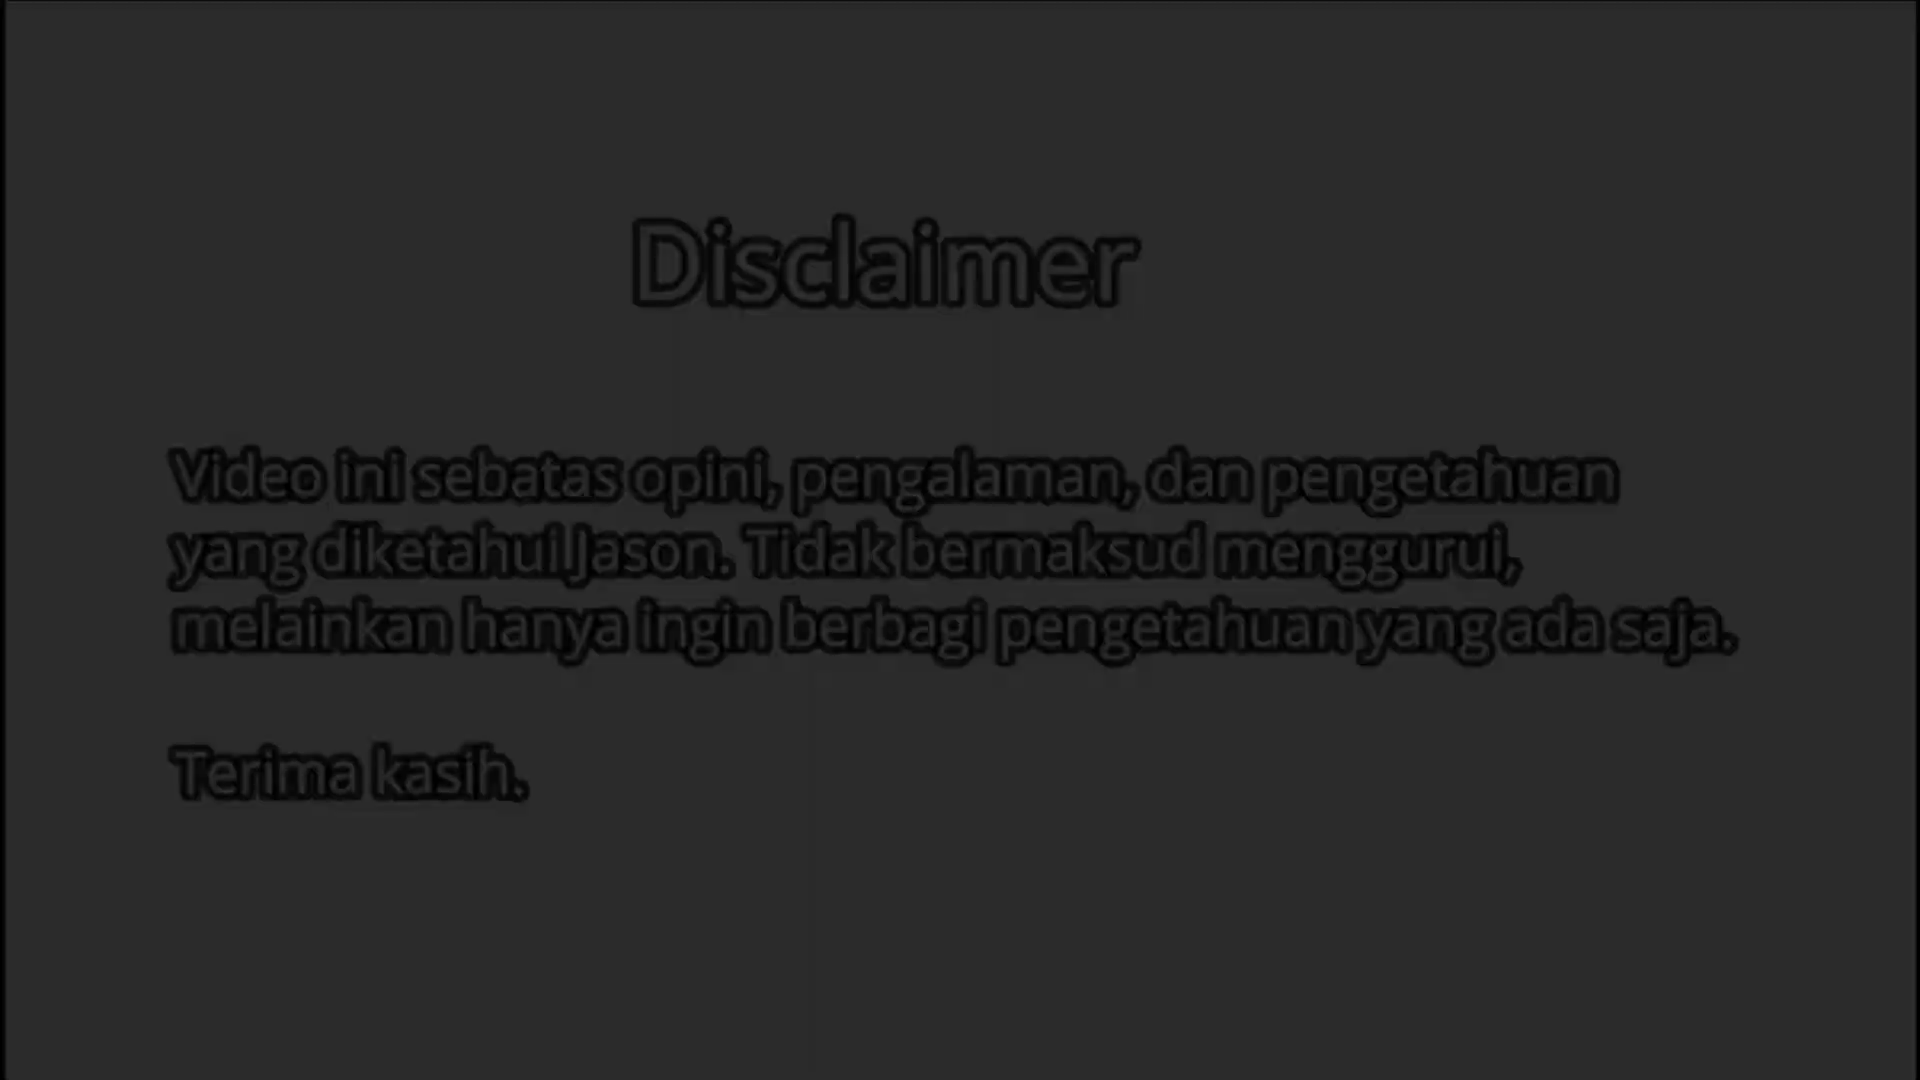 Disclaimer
Video ini sebatas opini, pengalaman, dan pengetahuan
yang diketahui Jason. Tidak bermaksud menggurui,
melainkan hanya ingin berbagi pengetahuan yang ada saja.
Terima kasih.